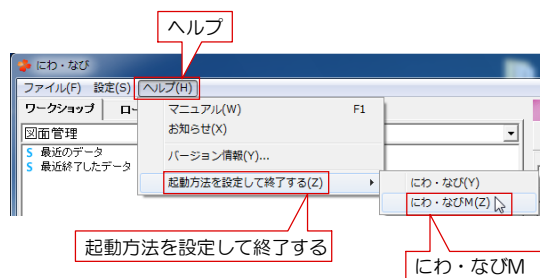 ヘルプ
にわ・なび
ファイル(F) 設定(S) ヘルプ(H)
ワークショップ ロー
マニュアル(W) F1
お知らせ(X)
図面管理
S 最近のデータ
S 最近終了したデータ
バージョン情報(Y)...
起動方法を設定して終了する(Z)
にわ・なび(Y)
にわ・なびM(Z)
起動方法を設定して終了する
にわ・なびM